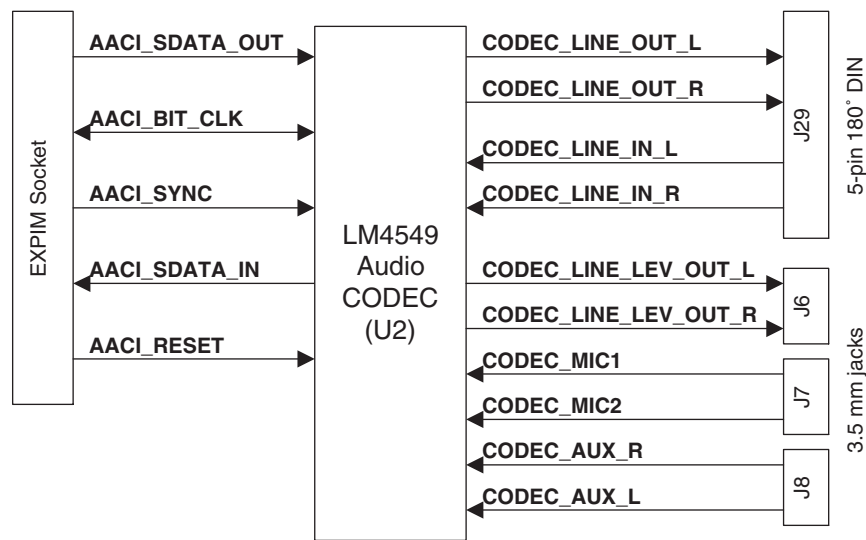 EXPIM Socket
AACI_SDATA_OUT
AACI_BIT_CLK
AACI_SYNC
AACI_SDATA_IN
AACI_RESET
LM4549
Audio
CODEC
(U2)
CODEC_LINE_OUT_L
CODEC_LINE_OUT_R
CODEC_LINE_IN_L
CODEC_LINE_IN_R
CODEC_LINE_LEV_OUT_L
CODEC_LINE_LEV_OUT_R
CODEC_MIC1
CODEC_MIC2
CODEC_AUX_R
CODEC_AUX_L
J29
J6
J7
J8
5-pin 180˚ DIN
3.5 mm jacks